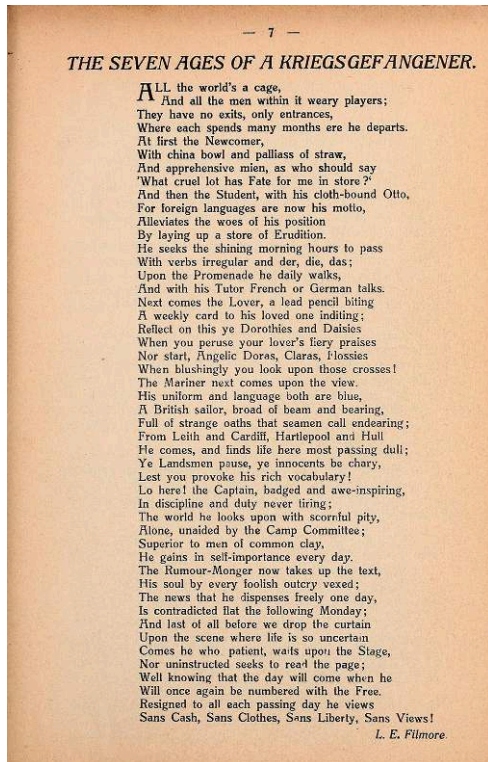 — 7 —
THE SEVEN AGES OF A KRIEGSGEFANGENER.
ALL the world's a cage,
And all the men within it weary players;
They have no exits, only entrances,
Where each spends many months ere he departs.
At first the Newcomer,
With china bowl and palliass of straw,
And apprehensive mien, as who should say
'What cruel lot has Fate for me in store?'
And then the Student, with his cloth-bound Otto,
For foreign languages are now his motto,
Alleviates the woes of his position
By laying up a store of Erudition.
He seeks the shining morning hours to pass
With verbs irregular and der, die, das;
Upon the Promenade he daily walks,
And with his Tutor French or German talks.
Next comes the Lover, a lead pencil biting
A weekly card to his loved one inditing;
Reflect on this ye Dorothies and Daisies
When you peruse your lover's fiery praises
Nor start, Angelic Doras, Claras, Flossies
When blushingly you look upon those crosses!
The Mariner next comes upon the view.
His uniform and language both are blue,
A British sailor, broad of beam and bearing,
Full of strange oaths that seamen call endearing;
From Leith and Cardiff, Hartlepool and Hull
He comes, and finds life here most passing dull;
Ye Landsmen pause, ye innocents be chary,
Lest you provoke his rich vocabulary!
Lo here! the Captain, badged and awe-inspiring,
In discipline and duty never tiring;
The world he looks upon with scornful pity,
Alone, unaided by the Camp Committee;
Superior to men of common clay,
He gains in self-importance every day.
The Rumour-Monger now takes up the text,
His soul by every foolish outcry vexed;
The news that he dispenses freely one day,
Is contradicted flat the following Monday;
And last of all before we drop the curtain
Upon the scene where life is so uncertain
Comes he who patient, waits upon the Stage,
Nor uninstructed seeks to read the page;
Well knowing that the day will come when he
Will once again be numbered with the Free.
Resigned to all each passing day he views
Sans Cash, Sans Clothes, Sans Liberty, Sans Views!
L. E. Filmore